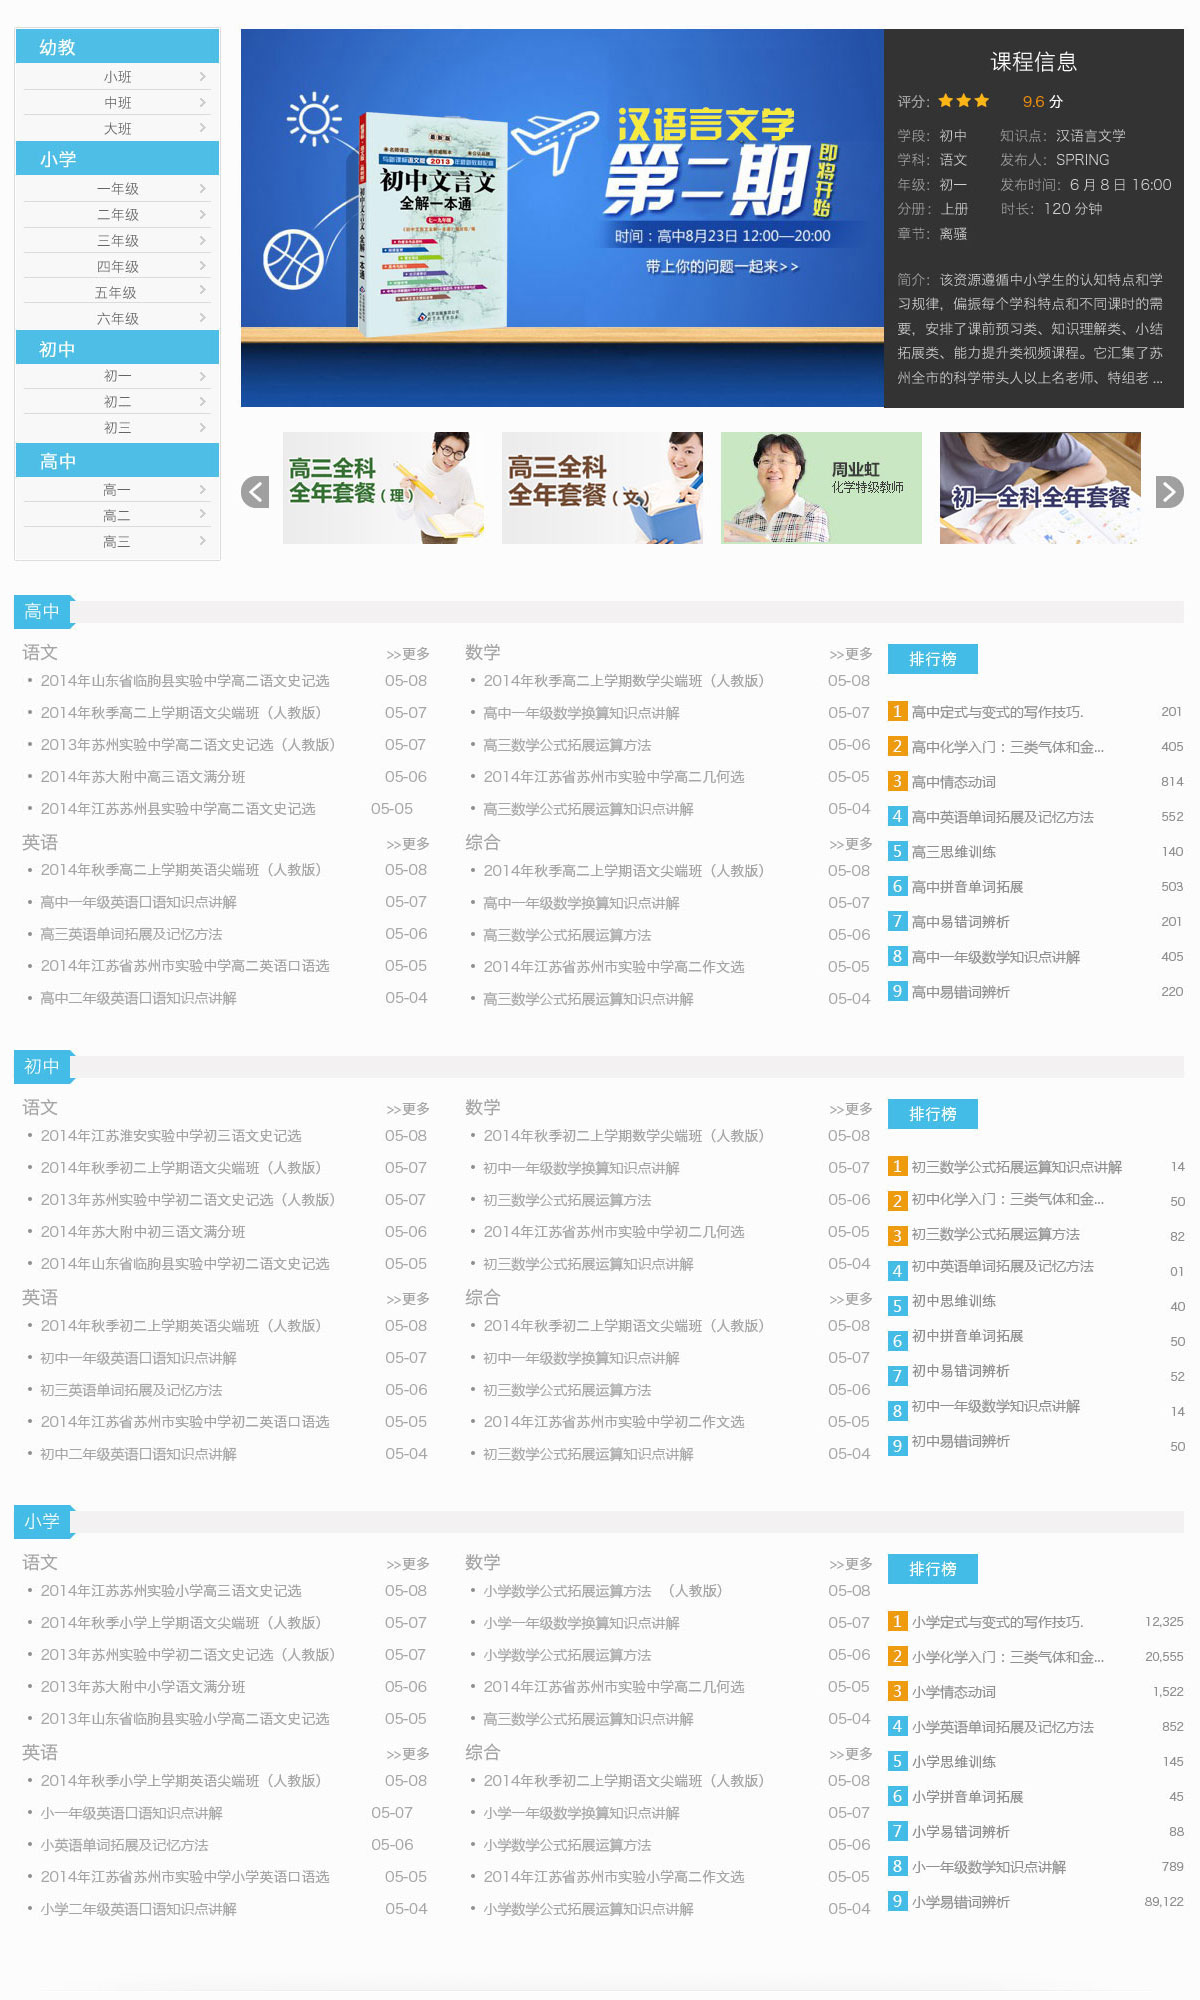 幼教
小班
中班
大班
小学
一年级
二年级
三年级
四年级
五年级
六年级
初中
初一
初二
初三
高中
高一
高二
高三
最新版
初中文言文
全解一本通
七~九年级
汉语言文学
第二期
即将开始
时间：高中8月23日 12:00—20:00
带上你的问题一起来>>
课程信息
评分： 9.6 分
学段：初中 知识点：汉语言文学
学科：语文 发布人：SPRING
年级：初一 发布时间：6 月 8 日 16:00
分册：上册 时长：120 分钟
章节：离骚
简介：该资源遵循中小学生的认知特点和学
习规律，偏振每个学科特点和不同课时的需
要，安排了课前预习类、知识理解类、小结
拓展类、能力提升类视频课程。它汇集了苏
州全市的科学带头人以上名老师、特组老 ...
高三全科
全年套餐（理）
高三全科
全年套餐（文）
周业虹
化学特级教师
初一全科全年套餐
高中
语文 >>更多
2014年山东省临朐县实验中学高二语文史记选 05-08
2014年秋季高二上学期语文尖端班（人教版） 05-07
2013年苏州实验中学高二语文史记选（人教版） 05-07
2014年苏大附中高三语文满分班 05-06
2014年江苏苏州县实验中学高二语文史记选 05-05
数学 >>更多
2014年秋季高二上学期数学尖端班（人教版） 05-08
高中一年级数学换算知识点讲解 05-07
高三数学公式拓展运算方法 05-06
2014年江苏省苏州市实验中学高二几何选 05-05
高三数学公式拓展运算知识点讲解 05-04
英语 >>更多
2014年秋季高二上学期英语尖端班（人教版） 05-08
高中一年级英语口语知识点讲解 05-07
高三英语单词拓展及记忆方法 05-06
2014年江苏省苏州市实验中学高二英语口语选 05-05
高中二年级英语口语知识点讲解 05-04
综合 >>更多
2014年秋季高二上学期语文尖端班（人教版） 05-08
高中一年级数学换算知识点讲解 05-07
高三数学公式拓展运算方法 05-06
2014年江苏省苏州市实验中学高二作文选 05-05
高三数学公式拓展运算知识点讲解 05-04
排行榜
1 高中定式与变式的写作技巧. 201
2 高中化学入门：三类气体和金... 405
3 高中情态动词 814
4 高中英语单词拓展及记忆方法 552
5 高三思维训练 140
6 高中拼音单词拓展 503
7 高中易错词辨析 201
8 高中一年级数学知识点讲解 405
9 高中易错词辨析 220
初中
语文 >>更多
2014年江苏淮安实验中学初三语文史记选 05-08
2014年秋季初二上学期语文尖端班（人教版） 05-07
2013年苏州实验中学初二语文史记选（人教版） 05-07
2014年苏大附中初三语文满分班 05-06
2014年山东省临朐县实验中学初二语文史记选 05-05
数学 >>更多
2014年秋季初二上学期数学尖端班（人教版） 05-08
初中一年级数学换算知识点讲解 05-07
初三数学公式拓展运算方法 05-06
2014年江苏省苏州市实验中学初二几何选 05-05
初三数学公式拓展运算知识点讲解 05-04
英语 >>更多
2014年秋季初二上学期英语尖端班（人教版） 05-08
初中一年级英语口语知识点讲解 05-07
初三英语单词拓展及记忆方法 05-06
2014年江苏省苏州市实验中学初二英语口语选 05-05
初中二年级英语口语知识点讲解 05-04
综合 >>更多
2014年秋季初二上学期语文尖端班（人教版） 05-08
初中一年级数学换算知识点讲解 05-07
初三数学公式拓展运算方法 05-06
2014年江苏省苏州市实验中学初二作文选 05-05
初三数学公式拓展运算知识点讲解 05-04
排行榜
1 初三数学公式拓展运算知识点讲解 14
2 初中化学入门：三类气体和金... 50
3 初三数学公式拓展运算方法 82
4 初中英语单词拓展及记忆方法 01
5 初中思维训练 40
6 初中拼音单词拓展 50
7 初中易错词辨析 52
8 初中一年级数学知识点讲解 14
9 初中易错词辨析 50
小学
语文 >>更多
2014年江苏苏州实验小学高三语文史记选 05-08
2014年秋季小学上学期语文尖端班（人教版） 05-07
2013年苏州实验中学初二语文史记选（人教版） 05-07
2013年苏大附中小学语文满分班 05-06
2013年山东省临朐县实验小学高二语文史记选 05-05
数学 >>更多
小学数学公式拓展运算方法 （人教版） 05-08
小学一年级数学换算知识点讲解 05-07
小学数学公式拓展运算方法 05-06
2014年江苏省苏州市实验中学高二几何选 05-05
高三数学公式拓展运算知识点讲解 05-04
英语 >>更多
2014年秋季小学上学期英语尖端班（人教版） 05-08
小一年级英语口语知识点讲解 05-07
小英语单词拓展及记忆方法 05-06
2014年江苏省苏州市实验中学小学英语口语选 05-05
小学二年级英语口语知识点讲解 05-04
综合 >>更多
2014年秋季初二上学期语文尖端班（人教版） 05-08
小学一年级数学换算知识点讲解 05-07
小学数学公式拓展运算方法 05-06
2014年江苏省苏州市实验小学高二作文选 05-05
小学数学公式拓展运算知识点讲解 05-04
排行榜
1 小学定式与变式的写作技巧. 12,325
2 小学化学入门：三类气体和金... 20,555
3 小学情态动词 1,522
4 小学英语单词拓展及记忆方法 852
5 小学思维训练 145
6 小学拼音单词拓展 45
7 小学易错词辨析 88
8 小一年级数学知识点讲解 789
9 小学易错词辨析 89,122